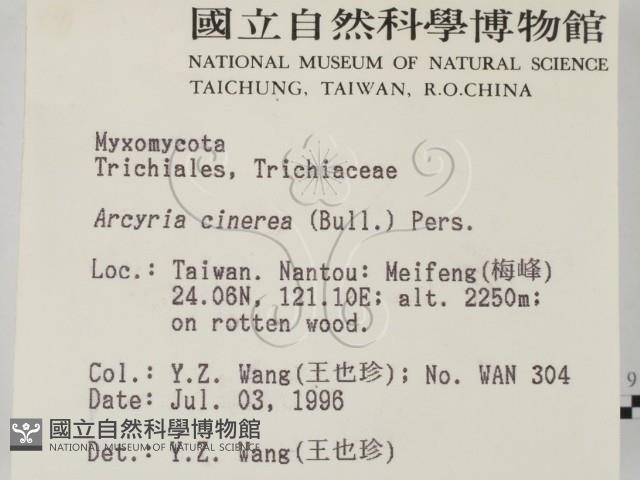 國立自然科學博物館
NATIONAL MUSEUM OF NATURAL SCIENCE
TAICHUNG, TAIWAN, R.O.CHINA
Myxomycota
Trichiales, Trichiaceae
Arcyria cinerea (Bull.) Pers.
Loc.: Taiwan. Nantou: Meifeng(梅峰)
24.06N, 121.10E; alt. 2250m;
on rotten wood.
Col.: Y.Z. Wang(王也珍); No. WAN 304
Date: Jul. 03, 1996
Det.: Y.Z. Wang(王也珍)
國立自然科學博物館
NATIONAL MUSEUM OF NATURAL SCIENCE
9